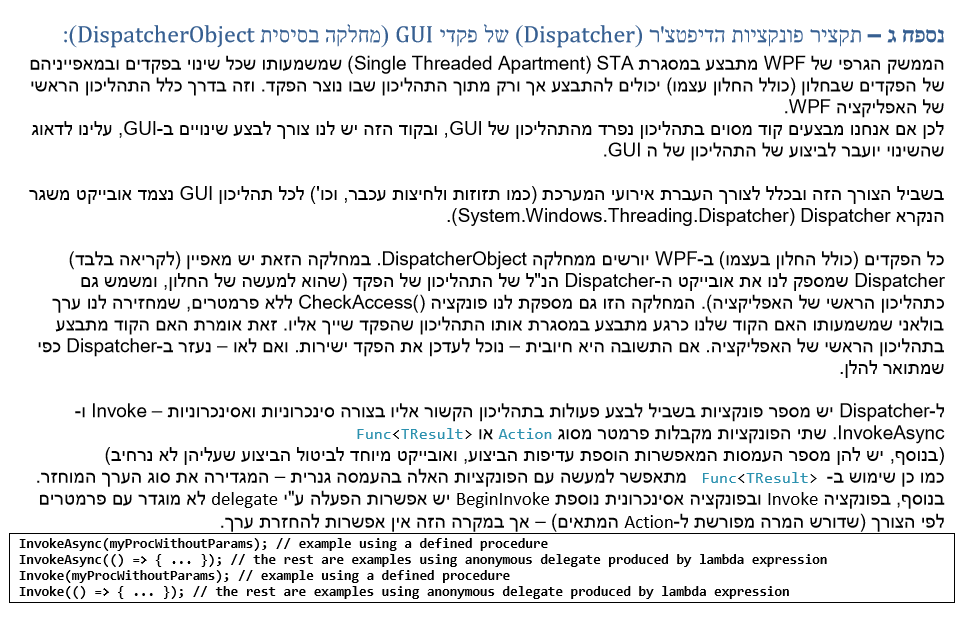 נספח ג – תקציר פונקציות הדיפטצ'ר (Dispatcher) של פקדי GUI (מחלקה בסיסית DispatcherObject):
הממשק הגרפי של WPF מתבצע במסגרת STA (Single Threaded Apartment) שמשמעותו שכל שינוי בפקדים ובמאפייניהם
של הפקדים שבחלון (כולל החלון עצמו) יכולים להתבצע אך ורק מתוך התהליכון שבו נוצר הפקד. וזה בדרך כלל התהליכון הראשי
של האפליקציה WPF.
לכן אם אנחנו מבצעים קוד מסוים בתהליכון נפרד מהתהליכון של GUI, ובקוד הזה יש לנו צורך לבצע שינויים ב-GUI, עלינו לדאוג
שהשינוי יועבר לביצוע של התהליכון של ה GUI.
בשביל הצורך הזה ובכלל לצורך העברת אירועי המערכת (כמו תזוזות ולחיצות עכבר, וכו') לכל תהליכון GUI נצמד אובייקט משגר
הנקרא Dispatcher (System.Windows.Threading.Dispatcher).
כל הפקדים (כולל החלון בעצמו) ב-WPF יורשים ממחלקה DispatcherObject. במחלקה הזאת יש מאפיין (לקריאה בלבד)
Dispatcher שמספק לנו את אובייקט ה-Dispatcher הנ"ל של התהליכון של הפקד (שהוא למעשה של החלון, ומשמש גם
כתהליכון הראשי של האפליקציה). המחלקה הזו גם מספקת לנו פונקציה CheckAccess() ללא פרמטרים, שמחזירה לנו ערך
בולאני שמשמעותו האם הקוד שלנו כרגע מתבצע במסגרת אותו התהליכון שהפקד שייך אליו. זאת אומרת האם הקוד מתבצע
בתהליכון הראשי של האפליקציה. אם התשובה היא חיובית – נוכל לעדכן את הפקד ישירות. ואם לאו – נעזר ב-Dispatcher כפי
שמתואר להלן.
ל-Dispatcher יש מספר פונקציות בשביל לבצע פעולות בתהליכון הקשור אליו בצורה סינכרוניות ואסינכרוניות – Invoke ו-
InvokeAsync. שתי הפונקציות מקבלות פרמטר מסוג Action או Func<TResult>
(בנוסף, יש להן מספר העמסות המאפשרות הוספת עדיפות הביצוע, ואובייקט מיוחד לביטול הביצוע שעליהן לא נרחיב)
כמו כן שימוש ב- Func<TResult> מתאפשר למעשה עם הפונקציות האלה בהעמסה גנרית – המגדירה את סוג הערך המוחזר.
בנוסף, בפונקציה Invoke ובפונקציה אסינכרונית נוספת BeginInvoke יש אפשרות הפעלה ע"י delegate לא מוגדר עם פרמטרים
לפי הצורך (שדורש המרה מפורשת ל-Action המתאים) – אך במקרה הזה אין אפשרות להחזרת ערך.
InvokeAsync(myProcWithoutParams); // example using a defined procedure
InvokeAsync(() => { ... }); // the rest are examples using anonymous delegate produced by lambda expression
Invoke(myProcWithoutParams); // example using a defined procedure
Invoke(() => { ... }); // the rest are examples using anonymous delegate produced by lambda expression